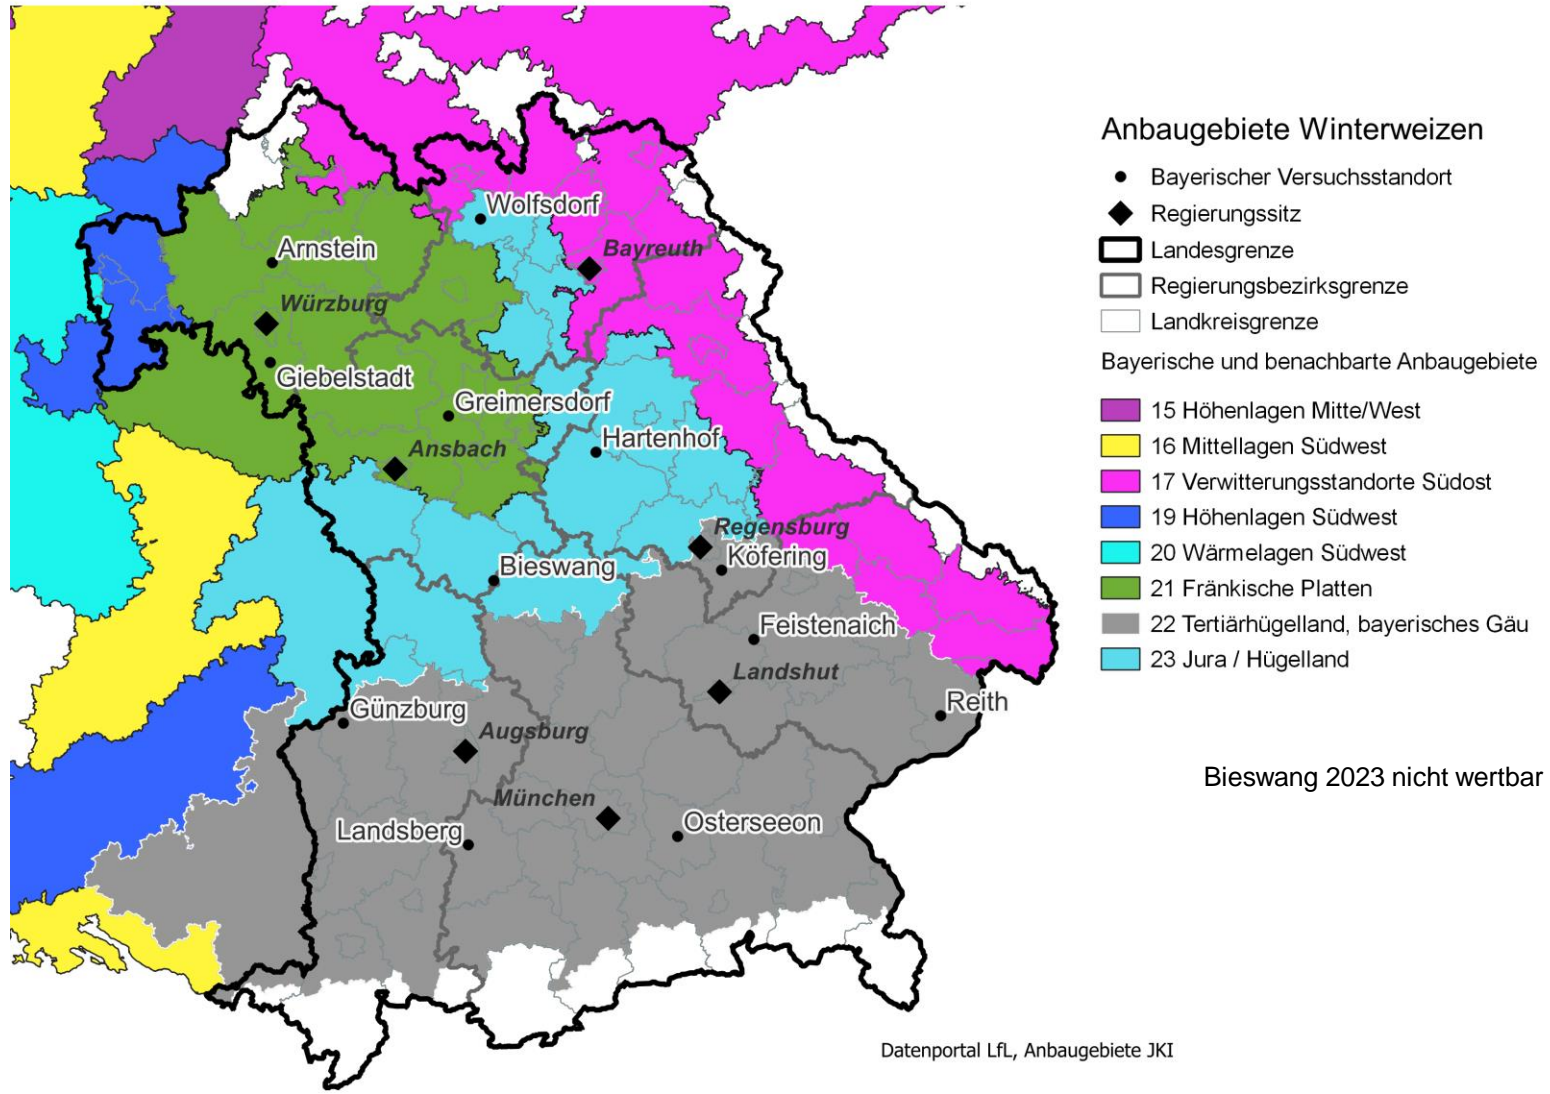 Anbaugebiete Winterweizen
Bayerischer Versuchsstandort
Regierungssitz
Landesgrenze
Regierungsbezirksgrenze
Landkreisgrenze
Bayerische und benachbarte Anbaugebiete
15 Höhenlagen Mitte/West
16 Mittellagen Südwest
17 Verwitterungsstandorte Südost
19 Höhenlagen Südwest
20 Wärmelagen Südwest
21 Fränkische Platten
22 Tertiärhügelland, bayerisches Gäu
23 Jura / Hügelland
Wolfsdorf
Arnstein
Bayreuth
Würzburg
Giebelstadt
Greimersdorf
Hartenhof
Ansbach
Regensburg
Köfering
Bieswang
Feistenaich
Landshut
Reith
Günzburg
Augsburg
München
Landsberg
Osterseeon
Bieswang 2023 nicht wertbar
Datenportal LfL, Anbaugebiete JKI